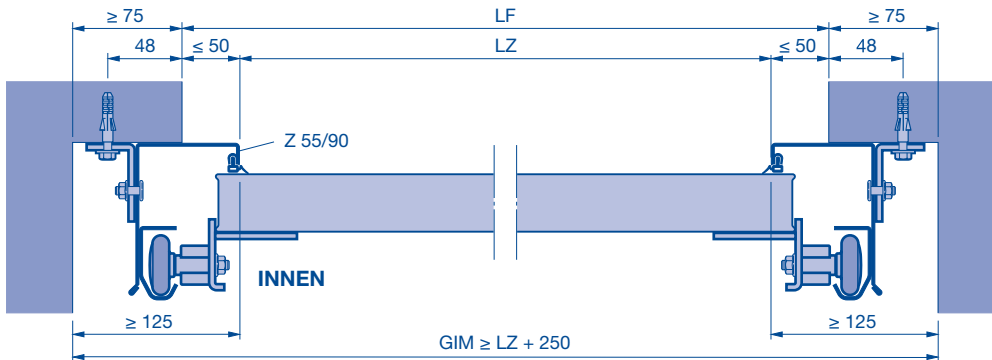 ≥ 75 LF ≥ 75
48 ≤ 50 LZ ≤ 50 48
Z 55/90
INNEN
≥ 125 ≥ 125
GIM ≥ LZ + 250